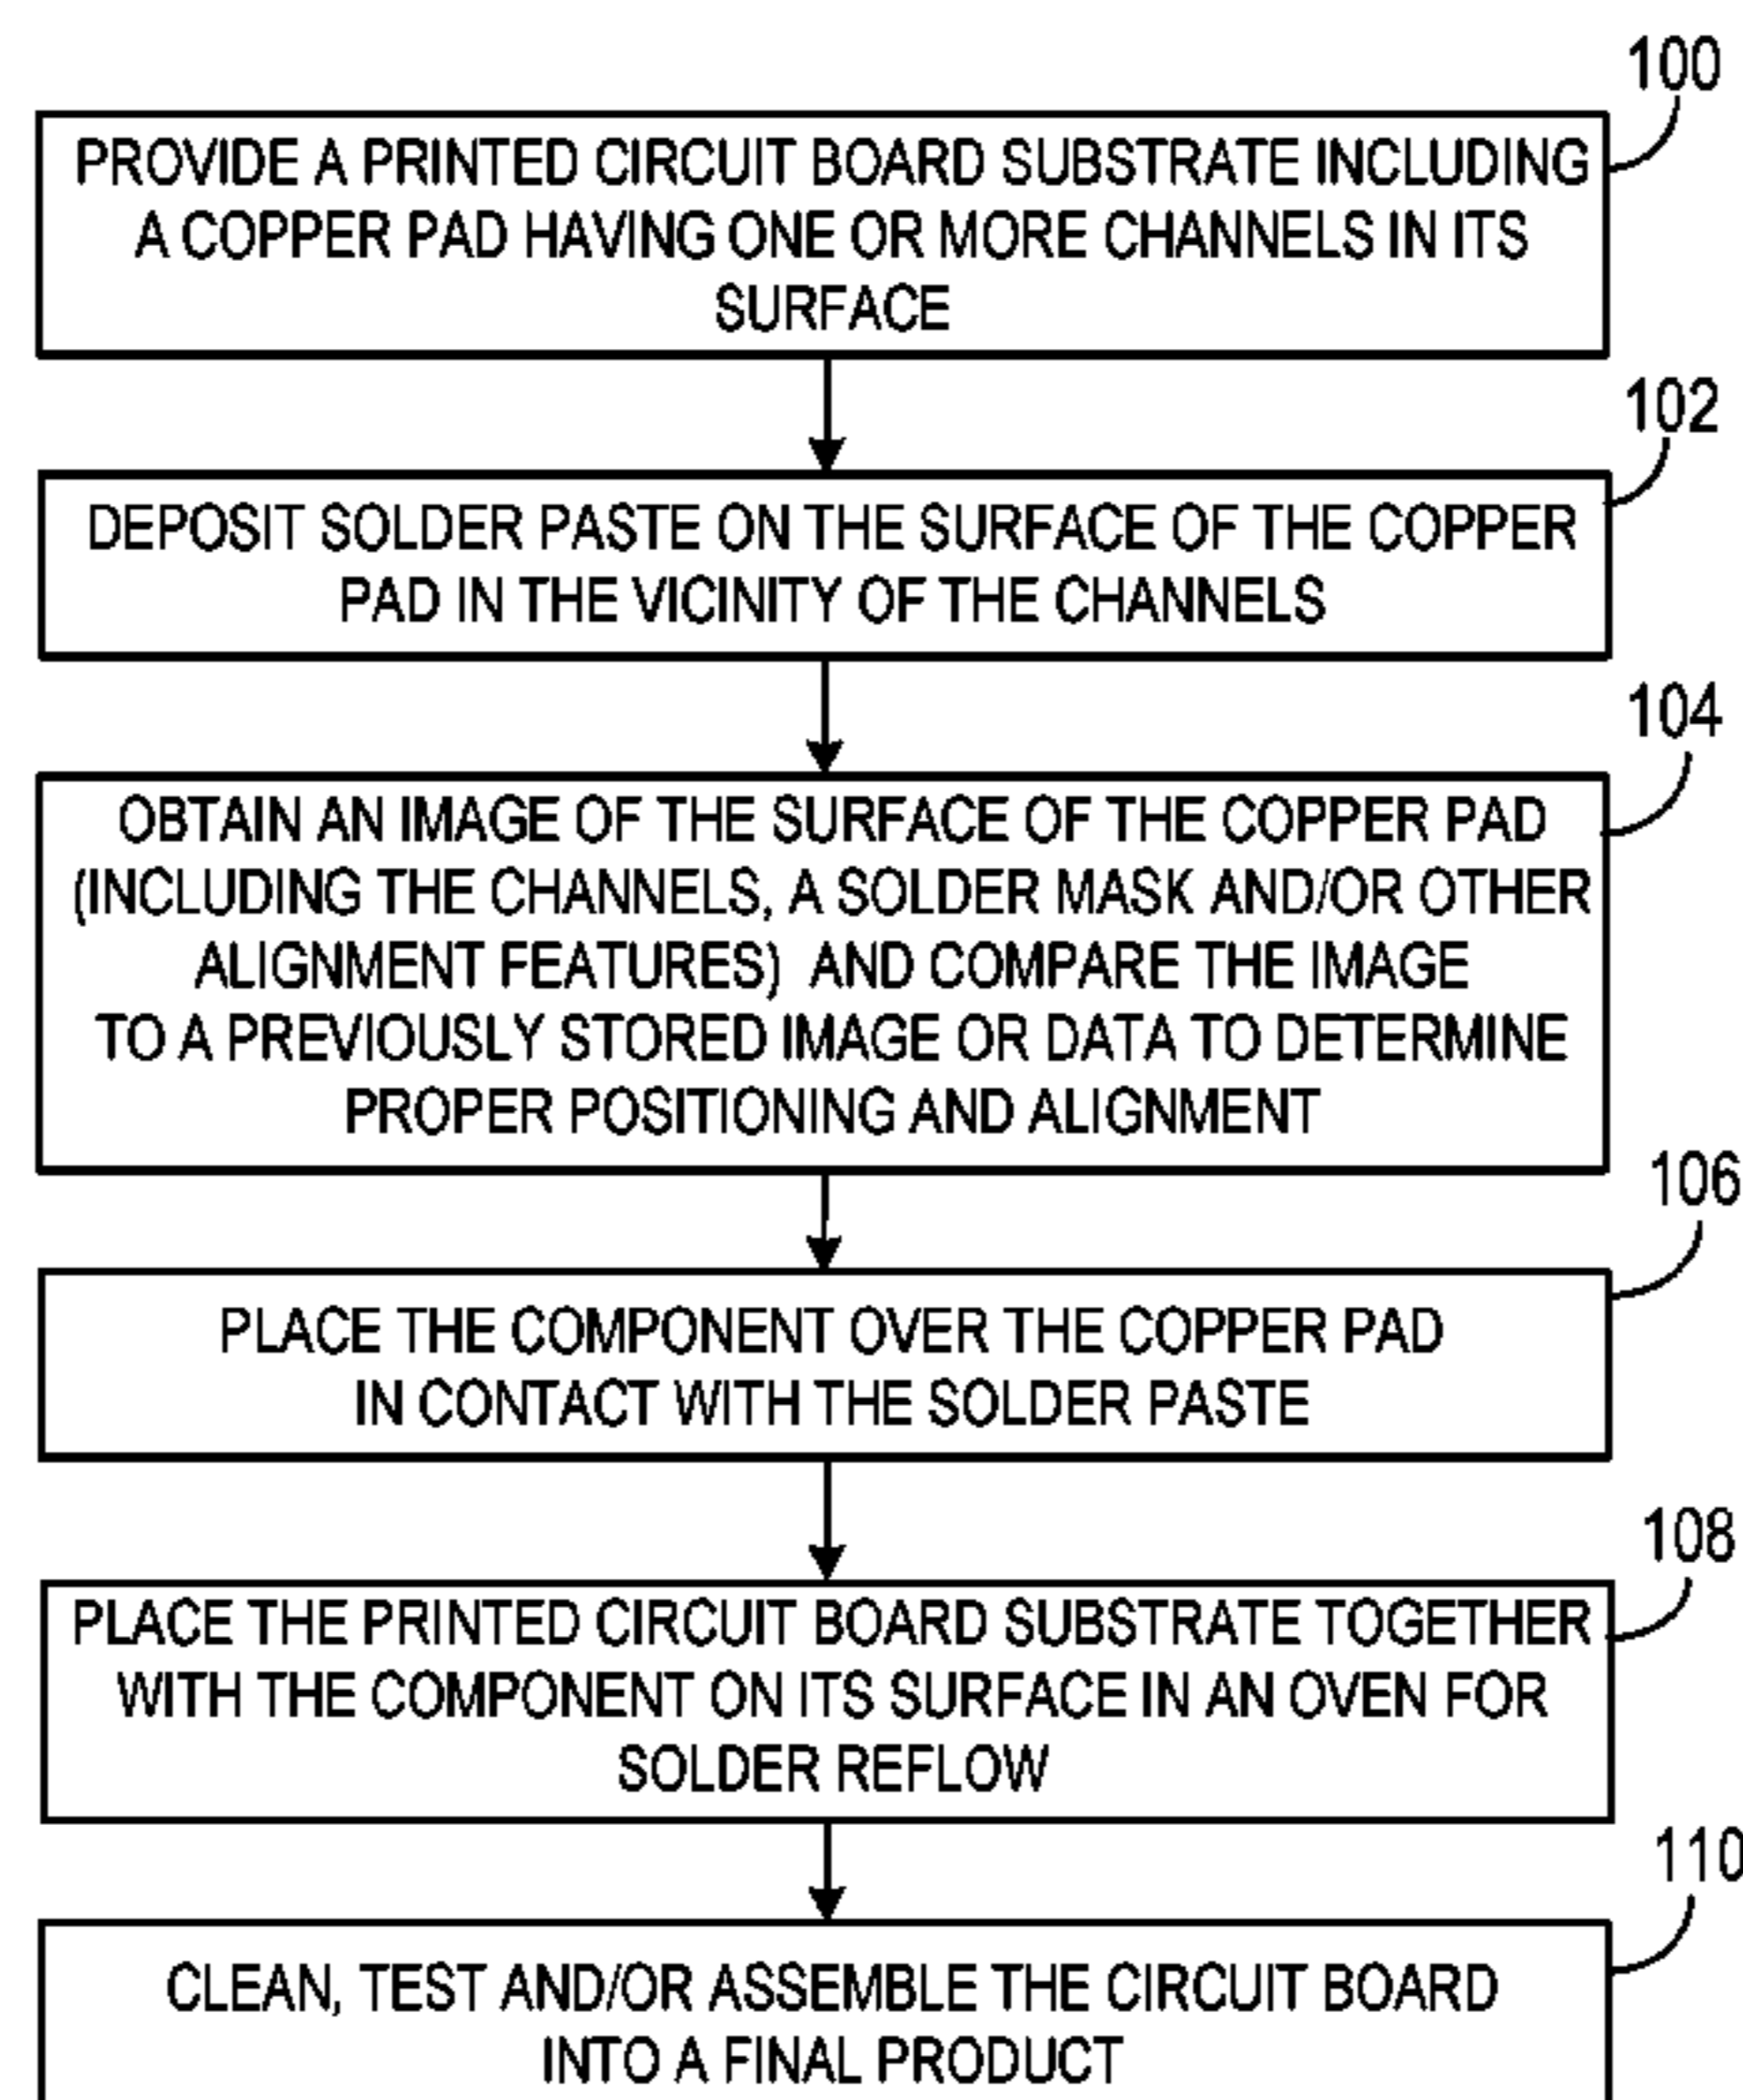 100
PROVIDE A PRINTED CIRCUIT BOARD SUBSTRATE INCLUDING
A COPPER PAD HAVING ONE OR MORE CHANNELS IN ITS
SURFACE
102
DEPOSIT SOLDER PASTE ON THE SURFACE OF THE COPPER
PAD IN THE VICINITY OF THE CHANNELS
104
OBTAIN AN IMAGE OF THE SURFACE OF THE COPPER PAD
(INCLUDING THE CHANNELS, A SOLDER MASK AND/OR OTHER
ALIGNMENT FEATURES) AND COMPARE THE IMAGE
TO A PREVIOUSLY STORED IMAGE OR DATA TO DETERMINE
PROPER POSITIONING AND ALIGNMENT
106
PLACE THE COMPONENT OVER THE COPPER PAD
IN CONTACT WITH THE SOLDER PASTE
108
PLACE THE PRINTED CIRCUIT BOARD SUBSTRATE TOGETHER
WITH THE COMPONENT ON ITS SURFACE IN AN OVEN FOR
SOLDER REFLOW
110
CLEAN, TEST AND/OR ASSEMBLE THE CIRCUIT BOARD
INTO A FINAL PRODUCT